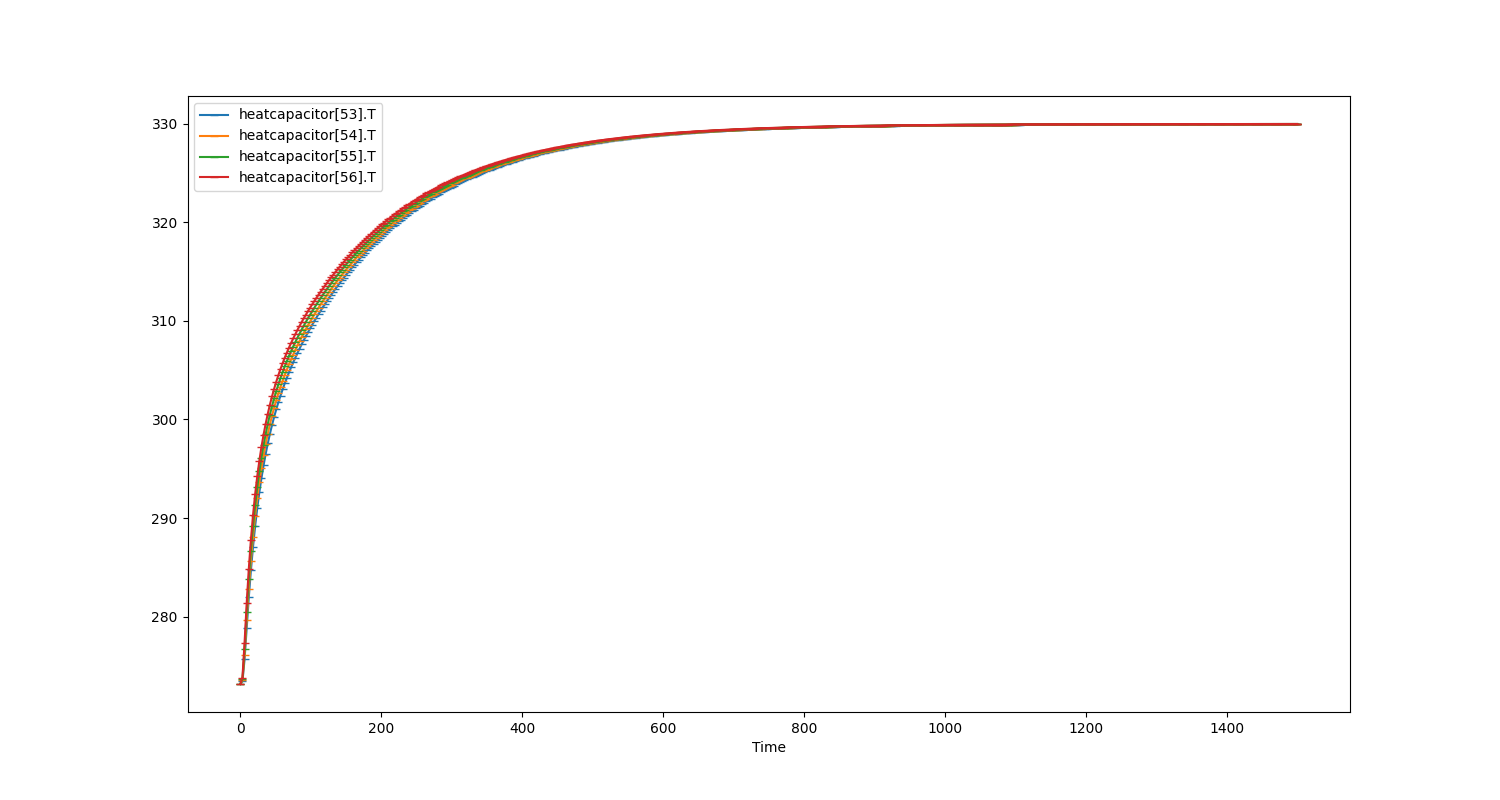 heatcapacitor[53].T
heatcapacitor[54].T
heatcapacitor[55].T
heatcapacitor[56].T
330
320
310
300
290
280
0 200 400 600 800 1000 1200 1400
Time